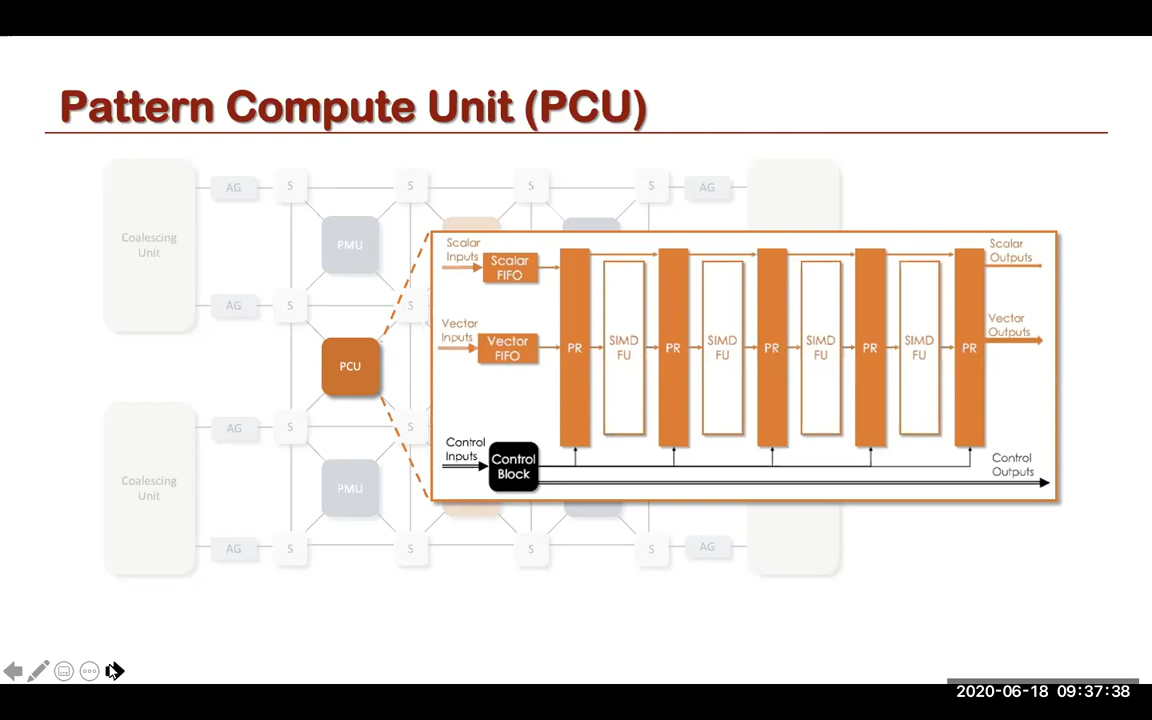 Pattern Compute Unit (PCU)
AG
S
S
S
S
AG
Coalescing
Unit
PMU
AG
S
S
PCU
AG
S
S
Coalescing
Unit
PMU
AG
S
S
S
S
AG
Scalar
Inputs
Scalar
FIFO
Vector
Inputs
Vector
FIFO
PR
SIMD
FU
PR
SIMD
FU
PR
SIMD
FU
PR
SIMD
FU
PR
Scalar
Outputs
Vector
Outputs
Control
Inputs
Control
Block
Control
Outputs
2020-06-18 09:37:38